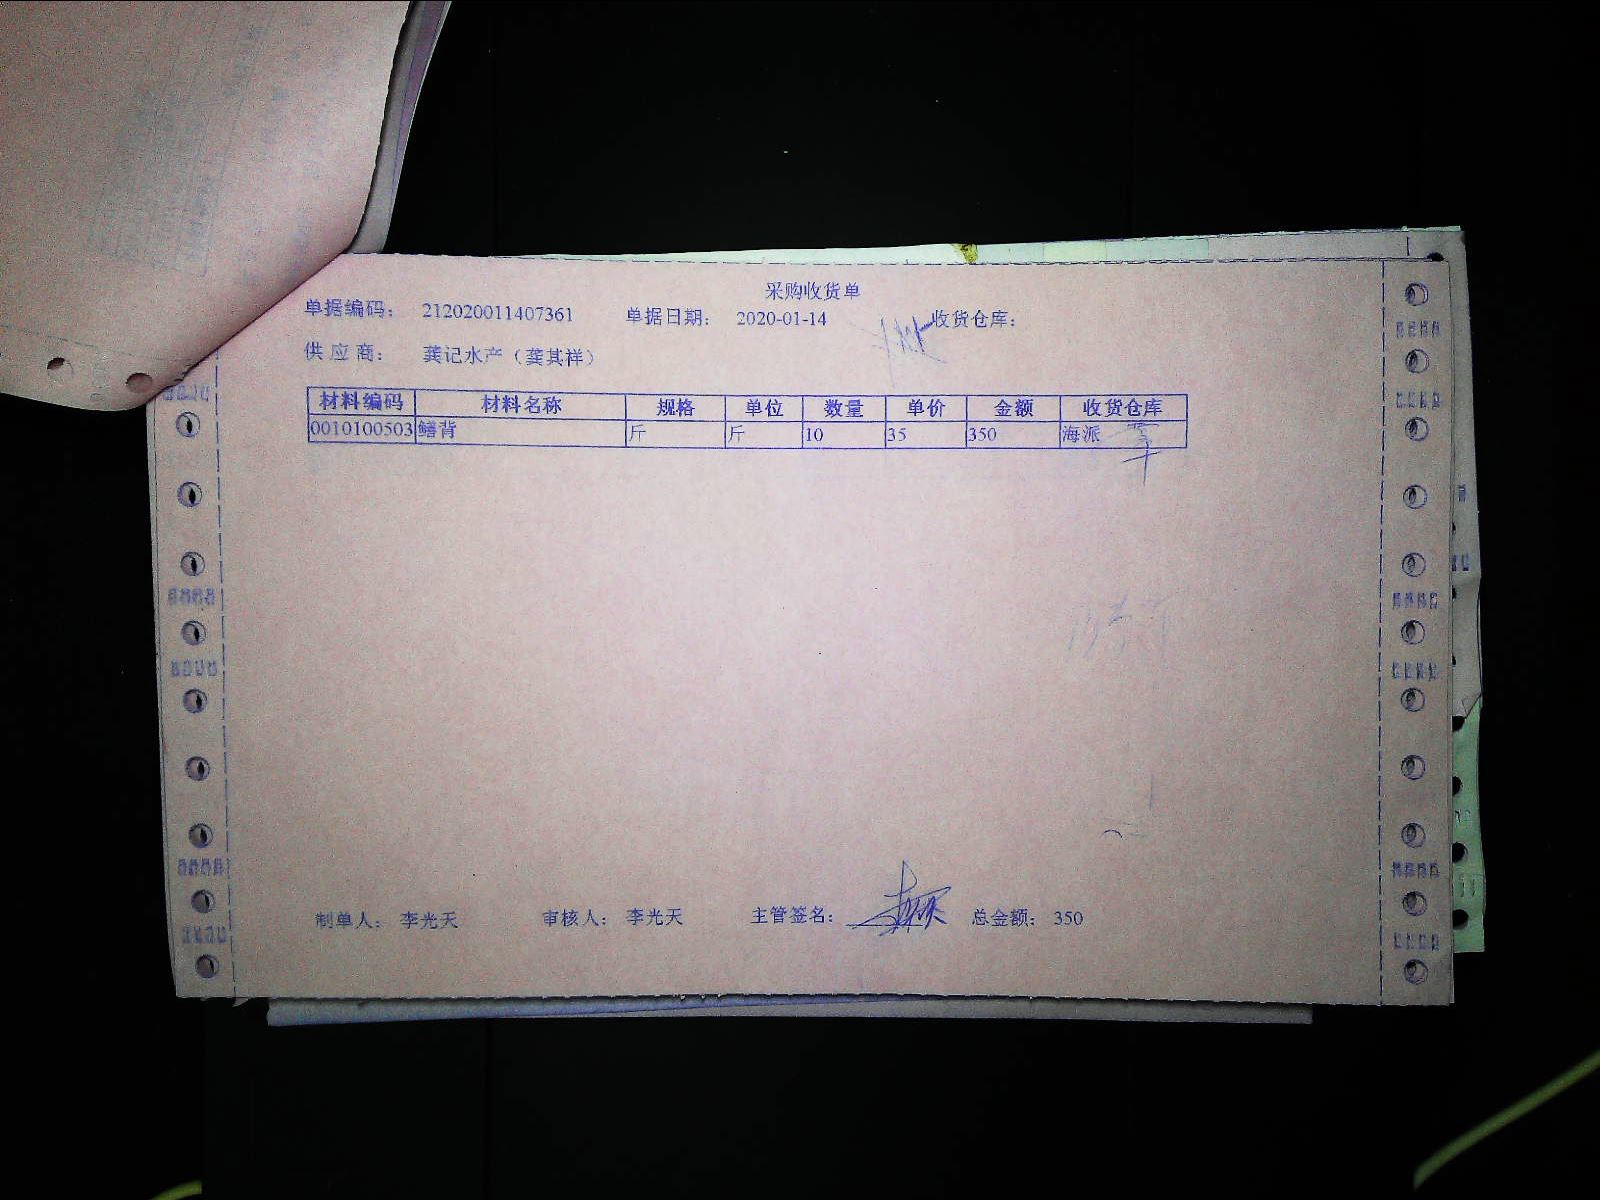 采购收货单
单据编码： 212020011407361 单据日期： 2020-01-14 收货仓库：
供 应 商： 龚记水产（龚其祥）
材料编码 材料名称 规格 单位 数量 单价 金额 收货仓库
0010100503 鳝背 斤 斤 10 35 350 海派
制单人： 李光天 审核人： 李光天 主管签名： 总金额： 350